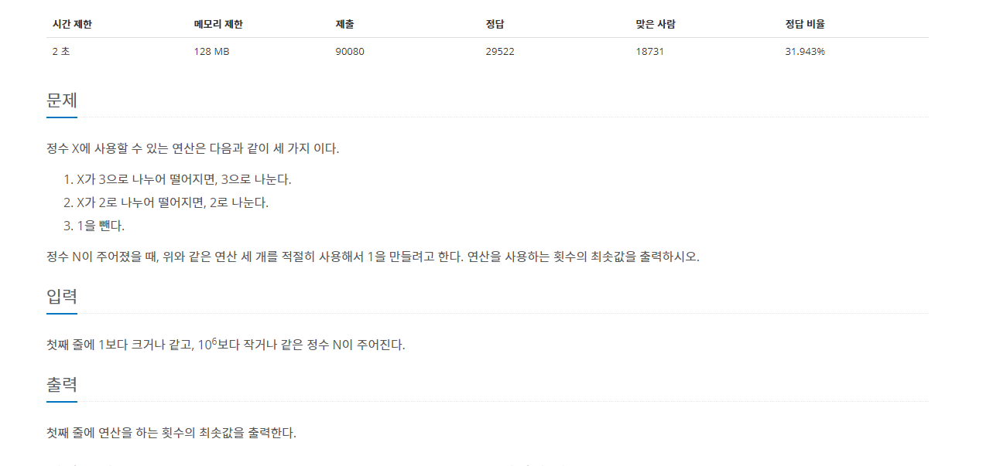 시간 제한 메모리 제한 제출 정답 맞은 사람 정답 비율
2 초 128 MB 90080 29522 18731 31.943%
문제
정수 X에 사용할 수 있는 연산은 다음과 같이 세 가지 이다.
1. X가 3으로 나누어 떨어지면, 3으로 나눈다.
2. X가 2로 나누어 떨어지면, 2로 나눈다.
3. 1을 뺀다.
정수 N이 주어졌을 때, 위와 같은 연산 세 개를 적절히 사용해서 1을 만들려고 한다. 연산을 사용하는 횟수의 최솟값을 출력하시오.
입력
첫째 줄에 1보다 크거나 같고, 10⁶보다 작거나 같은 정수 N이 주어진다.
출력
첫째 줄에 연산을 하는 횟수의 최솟값을 출력한다.